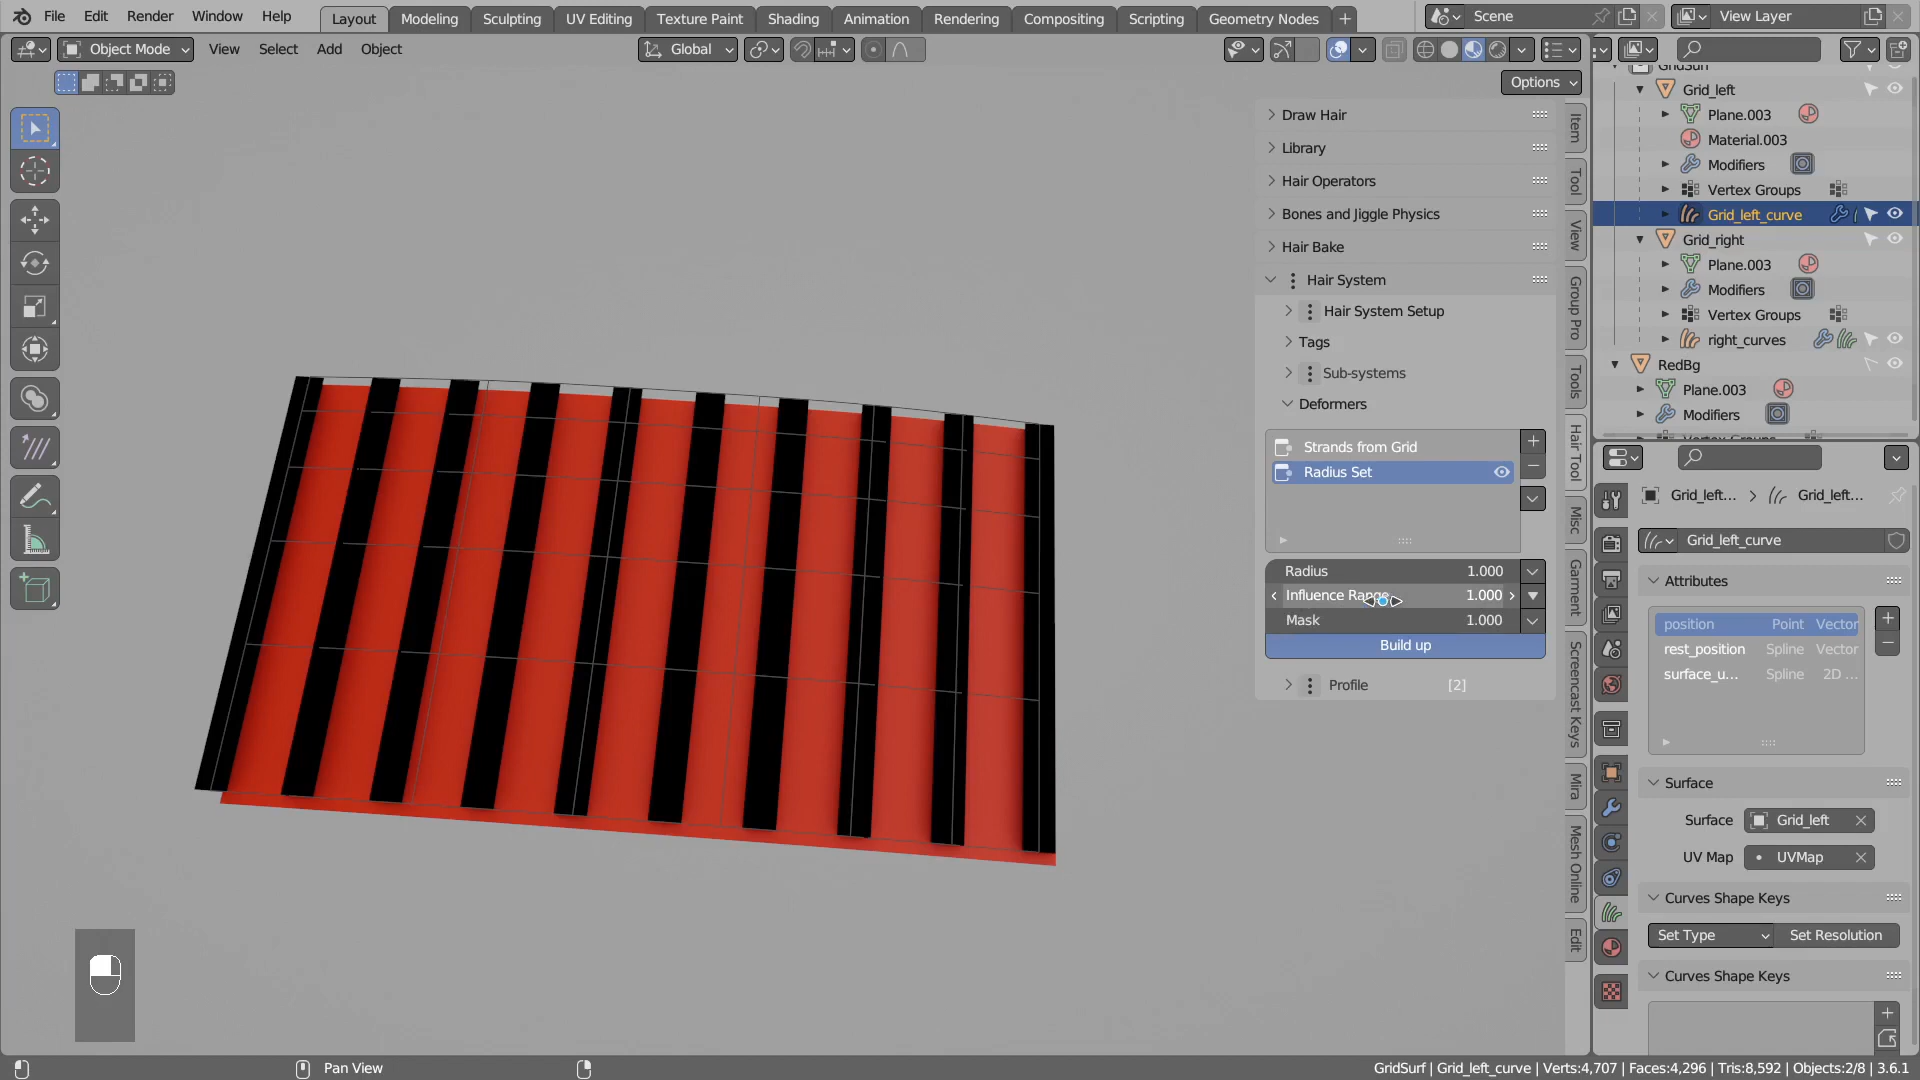 File Edit Render Window Help Layout Modeling Sculpting UV Editing Texture Paint Shading Animation Rendering Compositing Scripting Geometry Nodes + Scene View Layer
Object Mode View Select Add Object Global
Options
Draw Hair
Library
Hair Operators
Bones and Jiggle Physics
Hair Bake
Hair System
Hair System Setup
Tags
Sub-systems
Deformers
Strands from Grid
Radius Set
Radius 1.000
Influence Range 1.000
Mask 1.000
Build up
Profile [2]
Item
Tool
View
Group Pro
Tools
Hair Tool
Misc
Garment
Screencast Keys
Mira
Mesh Online
Edit
GridSurf
Grid_left
Plane.003
Material.003
Modifiers
Vertex Groups
Grid_left_curve
Grid_right
Plane.003
Modifiers
Vertex Groups
right_curves
RedBg
Plane.003
Modifiers
Vertex Groups
Grid_left... Grid_left...
Grid_left_curve
Attributes
position Point Vector
rest_position Spline Vector
surface_u... Spline 2D ...
Surface
Surface Grid_left
UV Map UVMap
Curves Shape Keys
Set Type Set Resolution
Curves Shape Keys
Pan View GridSurf | Grid_left_curve | Verts:4,707 | Faces:4,296 | Tris:8,592 | Objects:2/8 | 3.6.1